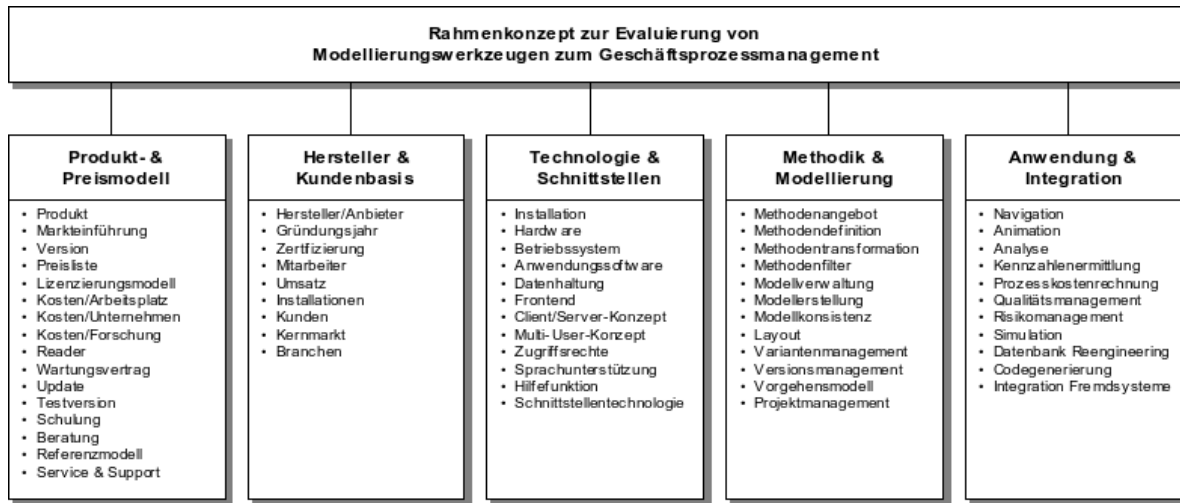 Rahmenkonzept zur Evaluierung von
Modellierungswerkzeugen zum Geschäftsprozessmanagement
Produkt- &
Preismodell
• Produkt
• Markteinführung
• Version
• Preisliste
• Lizenzierungsmodell
• Kosten/Arbeitsplatz
• Kosten/Unternehmen
• Kosten/Forschung
• Reader
• Wartungsvertrag
• Update
• Testversion
• Schulung
• Beratung
• Referenzmodell
• Service & Support
Hersteller &
Kundenbasis
• Hersteller/Anbieter
• Gründungsjahr
• Zertifizierung
• Mitarbeiter
• Umsatz
• Installationen
• Kunden
• Kernmarkt
• Branchen
Technologie &
Schnittstellen
• Installation
• Hardware
• Betriebssystem
• Anwendungssoftware
• Datenhaltung
• Frontend
• Client/Server-Konzept
• Multi-User-Konzept
• Zugriffsrechte
• Sprachunterstützung
• Hilfefunktion
• Schnittstellentechnologie
Methodik &
Modellierung
• Methodenangebot
• Methodendefinition
• Methodentransformation
• Methodenfilter
• Modellverwaltung
• Modellerstellung
• Modellkonsistenz
• Layout
• Variantenmanagement
• Versionsmanagement
• Vorgehensmodell
• Projektmanagement
Anwendung &
Integration
• Navigation
• Animation
• Analyse
• Kennzahlenermittlung
• Prozesskostenrechnung
• Qualitätsmanagement
• Risikomanagement
• Simulation
• Datenbank Reengineering
• Codegenerierung
• Integration Fremdsysteme